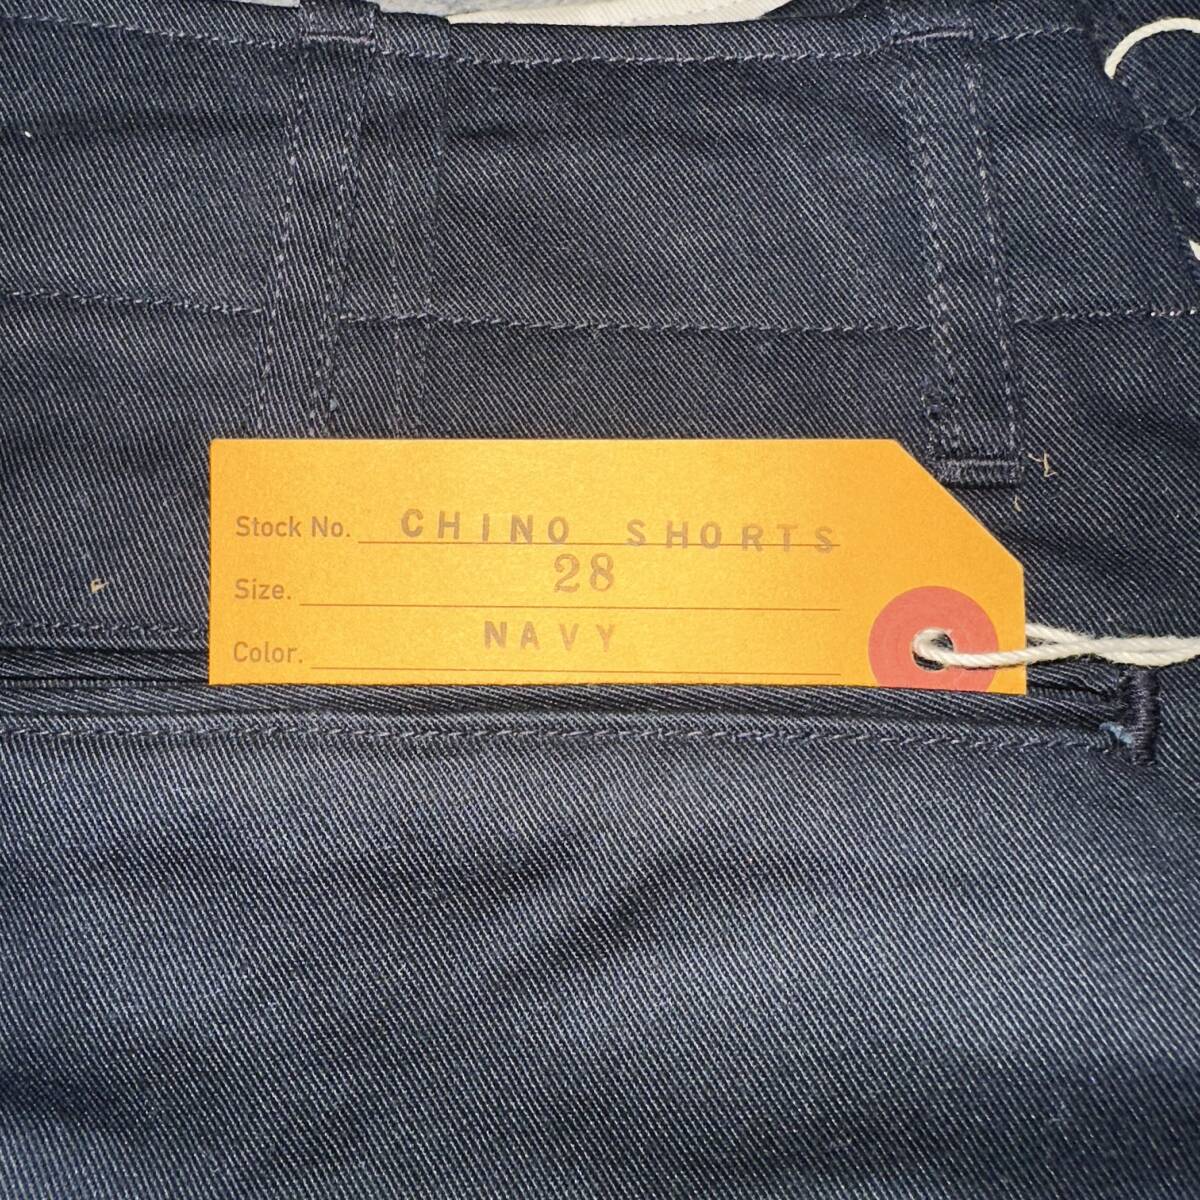 Stock No. CHINO SHORTS
Size. 28
Color. NAVY